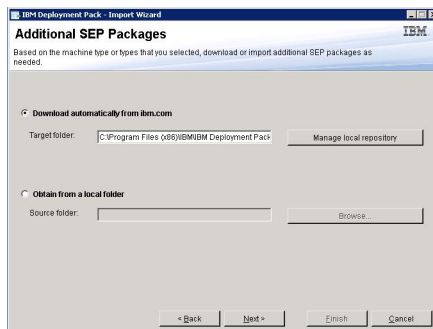 IBM Deployment Pack - Import Wizard
Additional SEP Packages
IBM
Based on the machine type or types that you selected, download or import additional SEP packages as
needed.
Download automatically from ibm.com
Target folder: C:\Program Files (x86)\IBM\IBM Deployment Pack Manage local repository
Obtain from a local folder
Source folder: Browse...
< Back Next > Finish Cancel